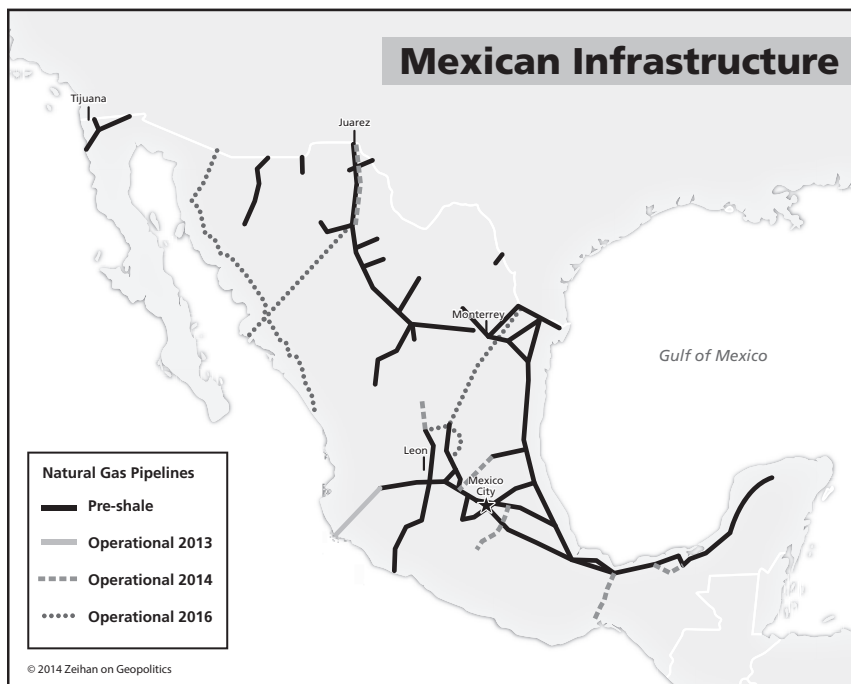 Mexican Infrastructure
Tijuana
Juarez
Monterrey
Gulf of Mexico
Leon
Mexico
City
Natural Gas Pipelines
Pre-shale
Operational 2013
Operational 2014
Operational 2016
© 2014 Zeihan on Geopolitics